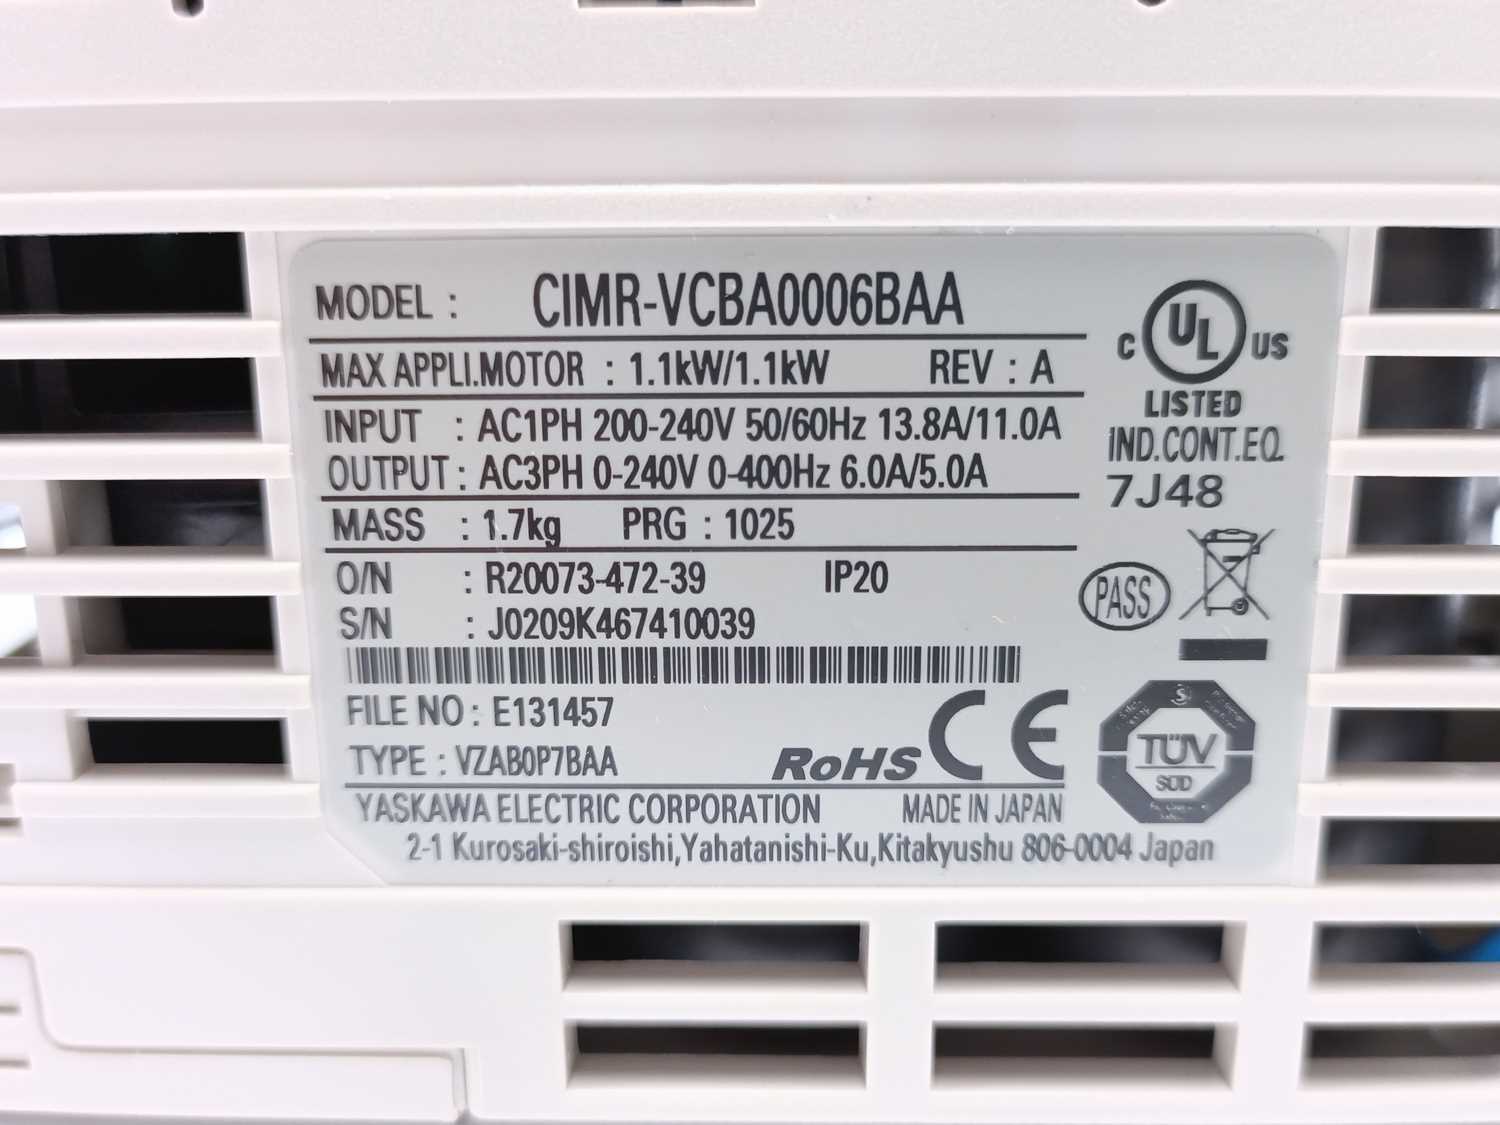 MODEL : CIMR-VCBA0006BAA
MAX APPLI.MOTOR : 1.1kW/1.1kW REV : A
INPUT : AC1PH 200-240V 50/60Hz 13.8A/11.0A
OUTPUT : AC3PH 0-240V 0-400Hz 6.0A/5.0A
MASS : 1.7kg PRG : 1025
O/N : R20073-472-39 IP20
S/N : J0209K467410039
FILE NO : E131457
TYPE : VZAB0P7BAA
RoHS CE
YASKAWA ELECTRIC CORPORATION MADE IN JAPAN
2-1 Kurosaki-shiroishi,Yahatanishi-Ku,Kitakyushu 806-0004 Japan
C UL US
LISTED
IND.CONT.EQ.
7J48
PASS
TÜV
SÜD